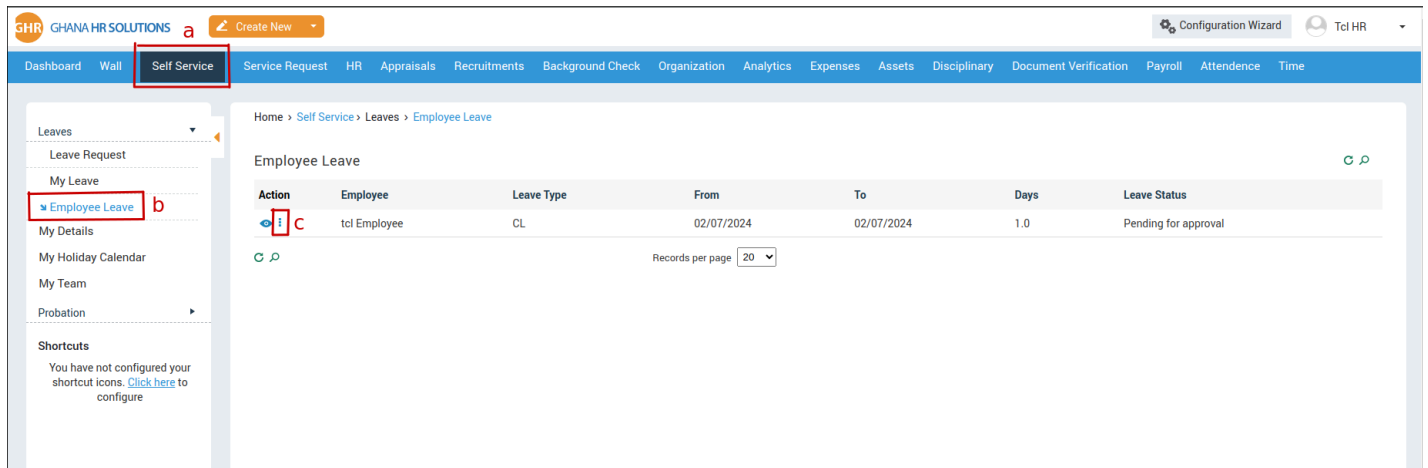 GHR GHANA HR SOLUTIONS a Create New Configuration Wizard Tcl HR
Dashboard Wall Self Service Service Request HR Appraisals Recruitments Background Check Organization Analytics Expenses Assets Disciplinary Document Verification Payroll Attendence Time
Leaves
Leave Request
My Leave
Employee Leave b
My Details
My Holiday Calendar
My Team
Probation
Shortcuts
You have not configured your
shortcut icons. Click here to
configure
Home › Self Service › Leaves › Employee Leave
Employee Leave
Action Employee Leave Type From To Days Leave Status
c tcl Employee CL 02/07/2024 02/07/2024 1.0 Pending for approval
Records per page 20